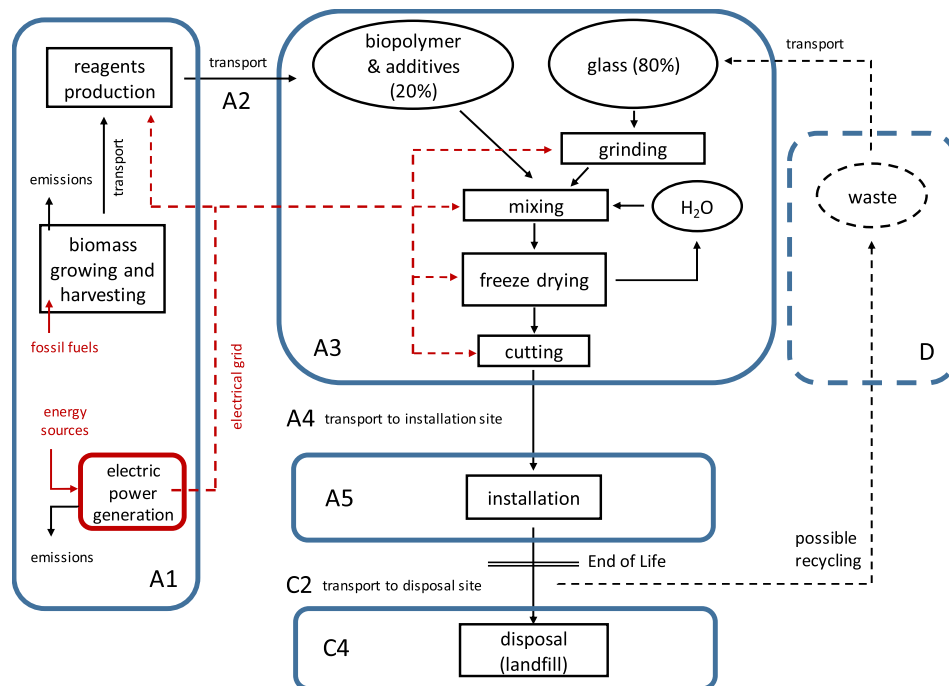 reagents
production
transport
A2
biopolymer
& additives
(20%)
glass (80%)
transport
grinding
emissions
transport
mixing
H₂O
waste
biomass
growing and
harvesting
freeze drying
fossil fuels
A3
cutting
D
electrical grid
energy
sources
A4 transport to installation site
electric
power
generation
A5
installation
emissions
A1
End of Life
possible
recycling
C2 transport to disposal site
C4
disposal
(landfill)